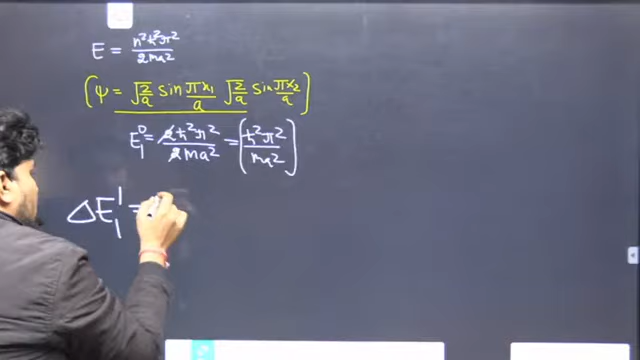 E = n²ħ²π² / 2ma²
(ψ = √2/a sin πx₁/a √2/a sin πx₂/a)
E₁⁰ = 2ħ²π² / 2ma² = (ħ²π² / ma²)
ΔE₁¹ =